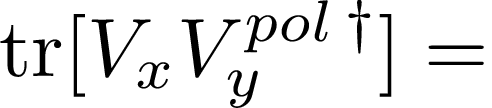 tr[V_x V_y^{pol †}] =